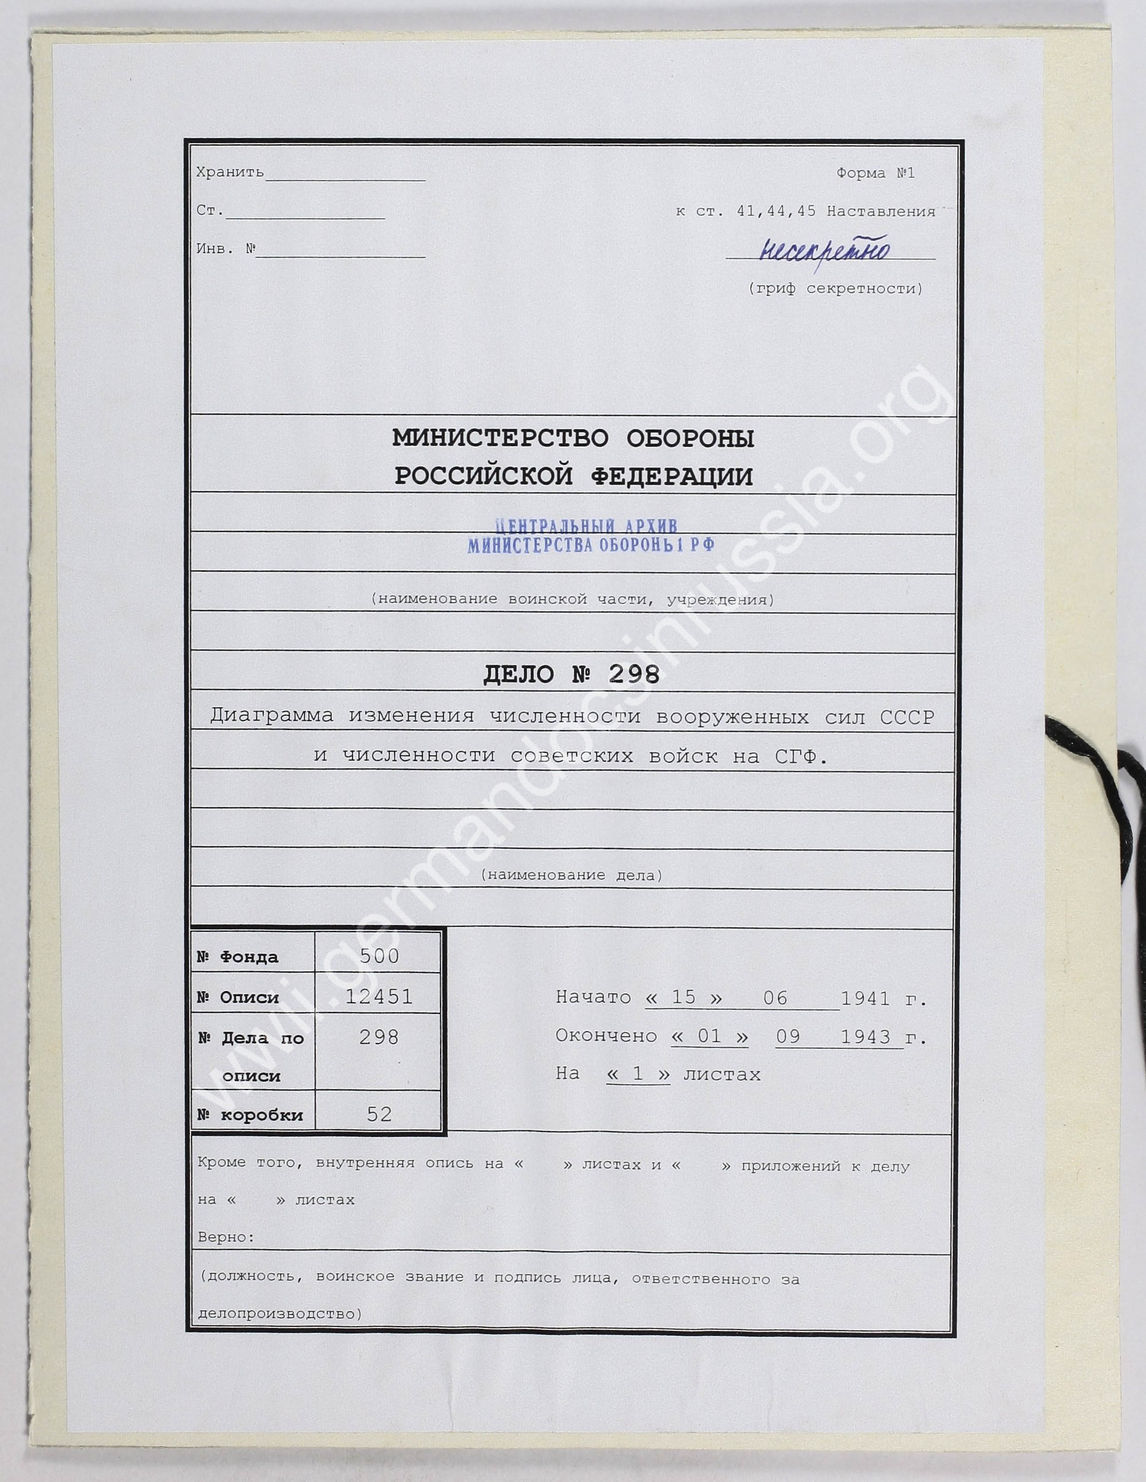 Хранить
Форма №1
Ст.
к ст. 41,44,45 Наставления
Инв. №
несекретно
(гриф секретности)
МИНИСТЕРСТВО ОБОРОНЫ
РОССИЙСКОЙ ФЕДЕРАЦИИ
ЦЕНТРАЛЬНЫЙ АРХИВ
МИНИСТЕРСТВА ОБОРОНЫ РФ
(наименование воинской части, учреждения)
ДЕЛО № 298
Диаграмма изменения численности вооруженных сил СССР
и численности советских войск на СГФ.
(наименование дела)
№ Фонда 500
№ Описи 12451
№ Дела по описи 298
№ коробки 52
Начато « 15 » 06 1941 г.
Окончено « 01 » 09 1943 г.
На « 1 » листах
Кроме того, внутренняя опись на « » листах и « » приложений к делу
на « » листах
Верно:
(должность, воинское звание и подпись лица, ответственного за
делопроизводство)
wwii.germandocsinrussia.org